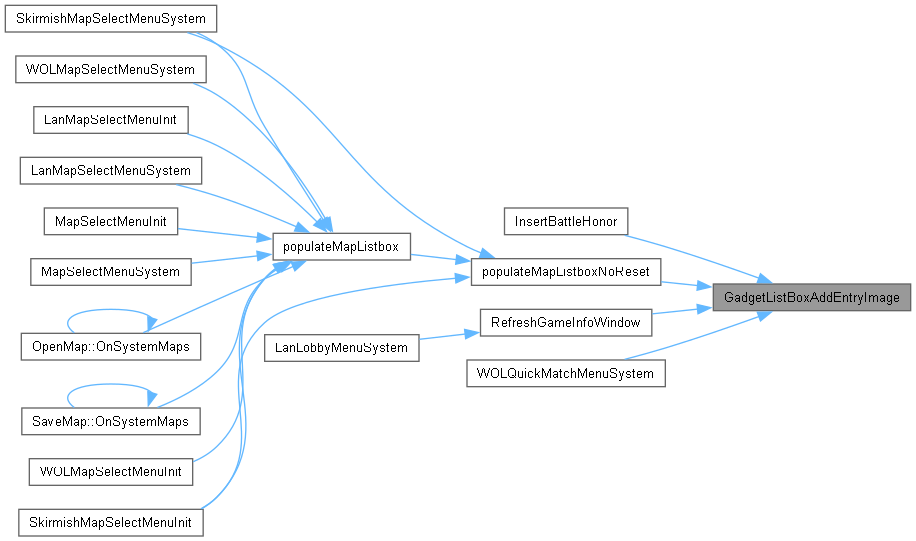 SkirmishMapSelectMenuSystem
WOLMapSelectMenuSystem
LanMapSelectMenuInit
LanMapSelectMenuSystem
MapSelectMenuInit
MapSelectMenuSystem
OpenMap::OnSystemMaps
SaveMap::OnSystemMaps
WOLMapSelectMenuInit
SkirmishMapSelectMenuInit
populateMapListbox
LanLobbyMenuSystem
InsertBattleHonor
populateMapListboxNoReset
RefreshGameInfoWindow
WOLQuickMatchMenuSystem
GadgetListBoxAddEntryImage